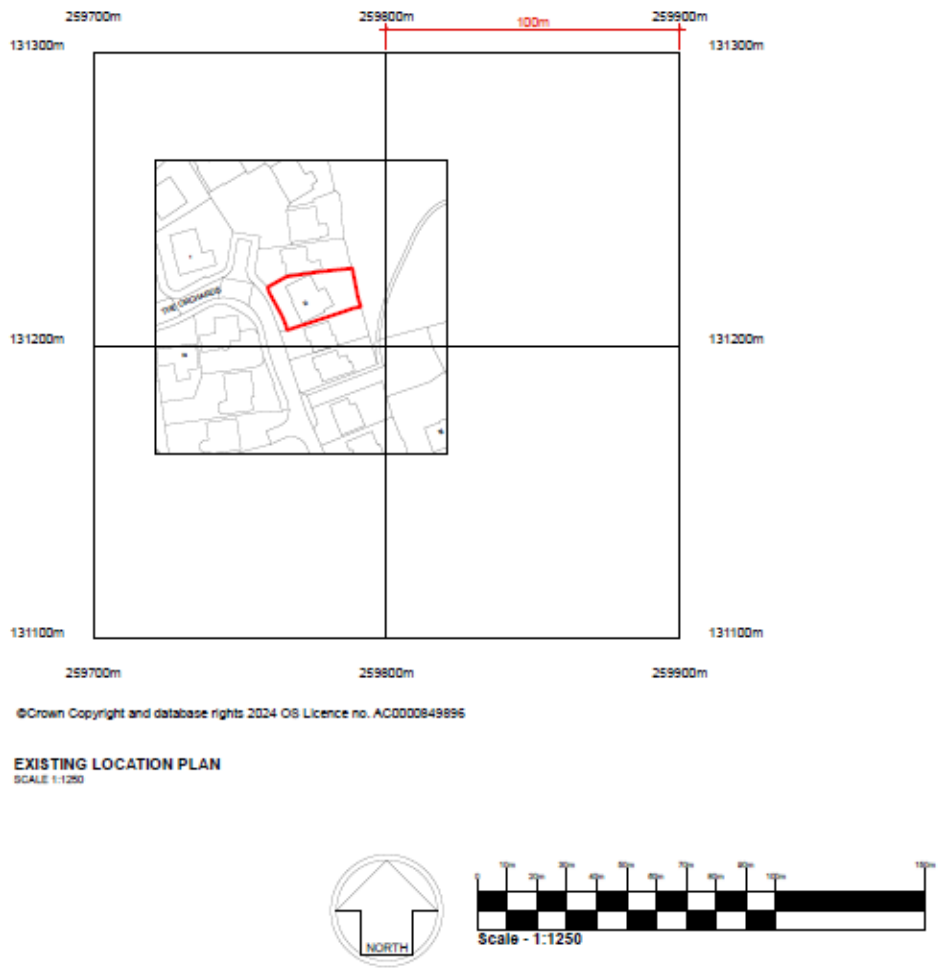 259700m 259800m 259900m
100m
131300m 131300m
THE ORCHARDS
131200m 131200m
131100m 131100m
259700m 259800m 259900m
©Crown Copyright and database rights 2024 OS Licence no. AC0000849896
EXISTING LOCATION PLAN
SCALE 1:1250
10m 30m 50m 70m 90m 150m
0 20m 40m 60m 80m 100m
NORTH
Scale - 1:1250